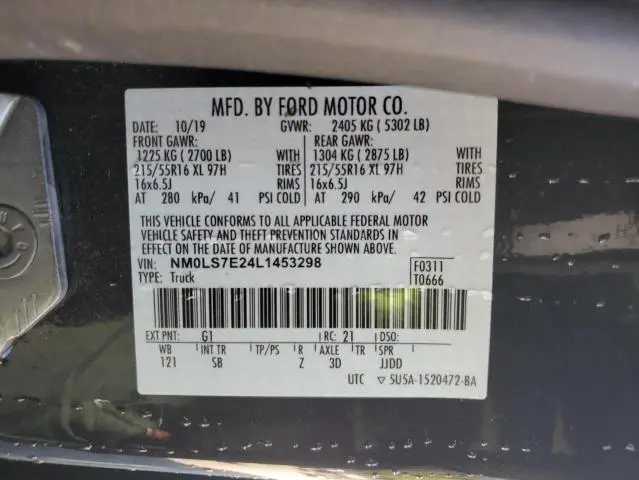 MFD. BY FORD MOTOR CO.
DATE: 10/19 GVWR: 2405 KG ( 5302 LB)
FRONT GAWR: REAR GAWR:
1225 KG ( 2700 LB) WITH 1304 KG ( 2875 LB) WITH
215/55R16 XL 97H TIRES 215/55R16 XL 97H TIRES
16x6.5J RIMS 16x6.5J RIMS
AT 280 kPa/ 41 PSI COLD AT 290 kPa/ 42 PSI COLD
THIS VEHICLE CONFORMS TO ALL APPLICABLE FEDERAL MOTOR
VEHICLE SAFETY AND THEFT PREVENTION STANDARDS IN
EFFECT ON THE DATE OF MANUFACTURE SHOWN ABOVE.
VIN: NM0LS7E24L1453298 F0311
TYPE: Truck T0666
EXT PNT: G1 RC: 21 DSO:
WB INT TR TP/PS R AXLE TR SPR
121 SB Z 3D JJDD
UTC ▽ 5U5A-1520472-BA